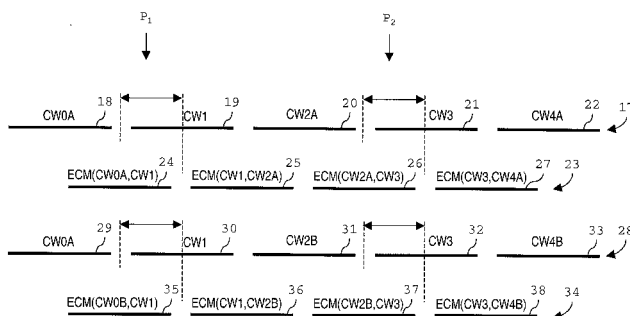 P1 P2
CW0A 18 CW1 19 CW2A 20 CW3 21 CW4A 22 17
ECM(CW0A,CW1) 24 ECM(CW1,CW2A) 25 ECM(CW2A,CW3) 26 ECM(CW3,CW4A) 27 23
CW0A 29 CW1 30 CW2B 31 CW3 32 CW4B 33 28
ECM(CW0B,CW1) 35 ECM(CW1,CW2B) 36 ECM(CW2B,CW3) 37 ECM(CW3,CW4B) 38 34